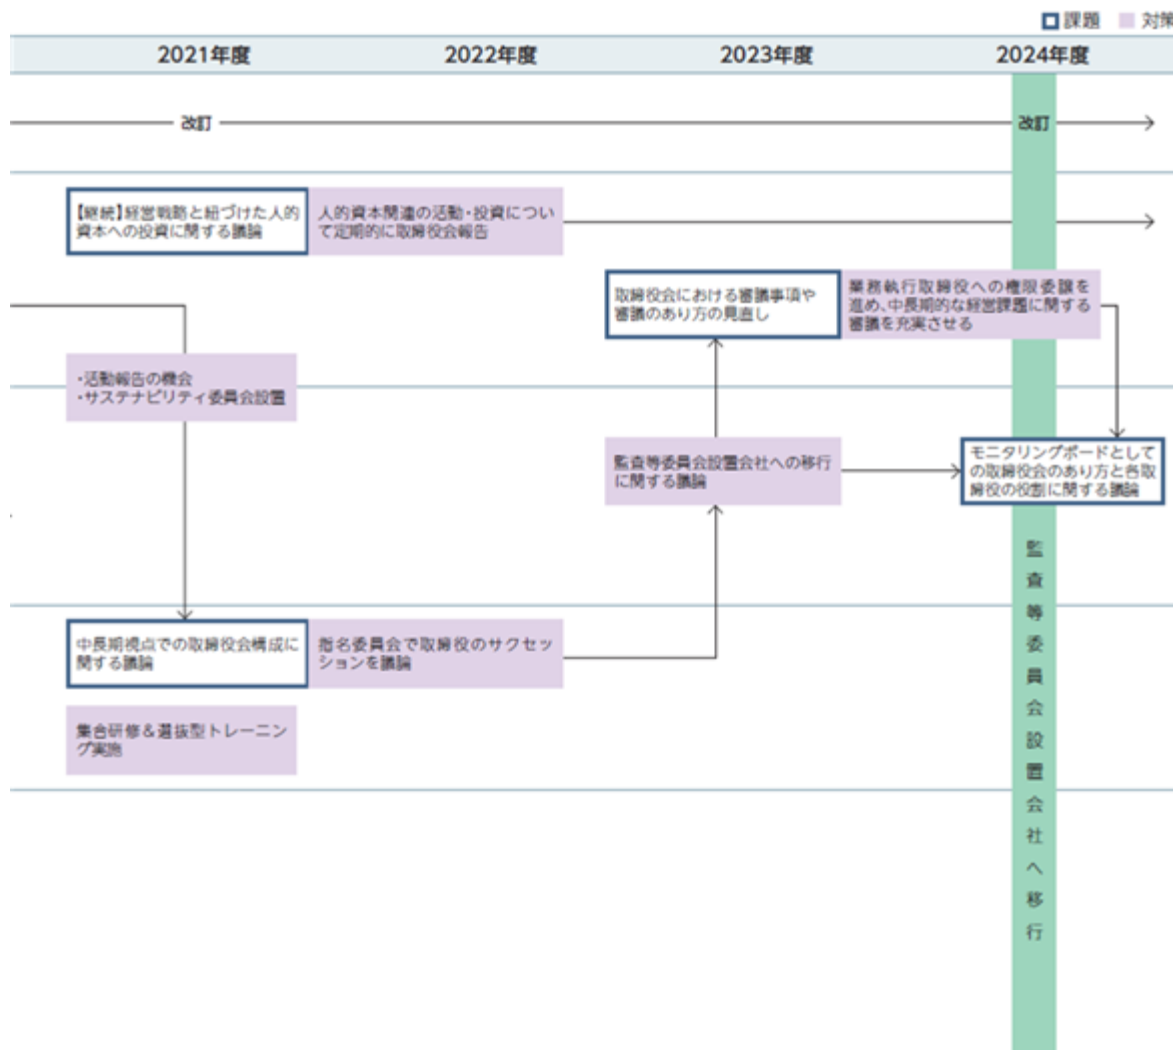 課題 対策
2021年度 2022年度 2023年度 2024年度
改訂 改訂
【継続】経営戦略と紐づけた人的
資本への投資に関する議論
人的資本関連の活動・投資につい
て定期的に取締役会報告
取締役会における審議事項や
審議のあり方の見直し
業務執行取締役への権限委譲を
進め、中長期的な経営課題に関する
審議を充実させる
・活動報告の機会
・サステナビリティ委員会設置
監査等委員会設置会社への移行
に関する議論
モニタリングボードとして
の取締役会のあり方と各取
締役の役割に関する議論
中長期視点での取締役会構成に
関する議論
指名委員会で取締役のサクセッ
ションを議論
集合研修＆選抜型トレーニン
グ実施
監査等委員会設置会社へ移行